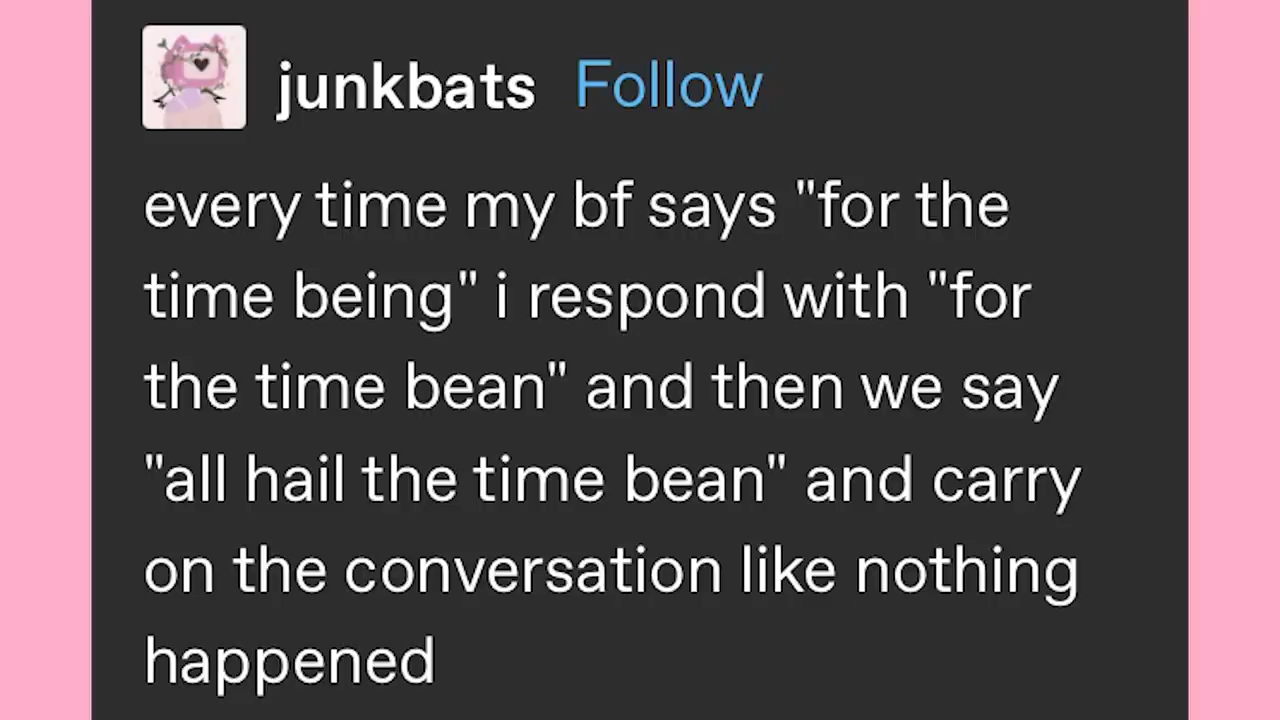 junkbats Follow
every time my bf says "for the
time being" i respond with "for
the time bean" and then we say
"all hail the time bean" and carry
on the conversation like nothing
happened